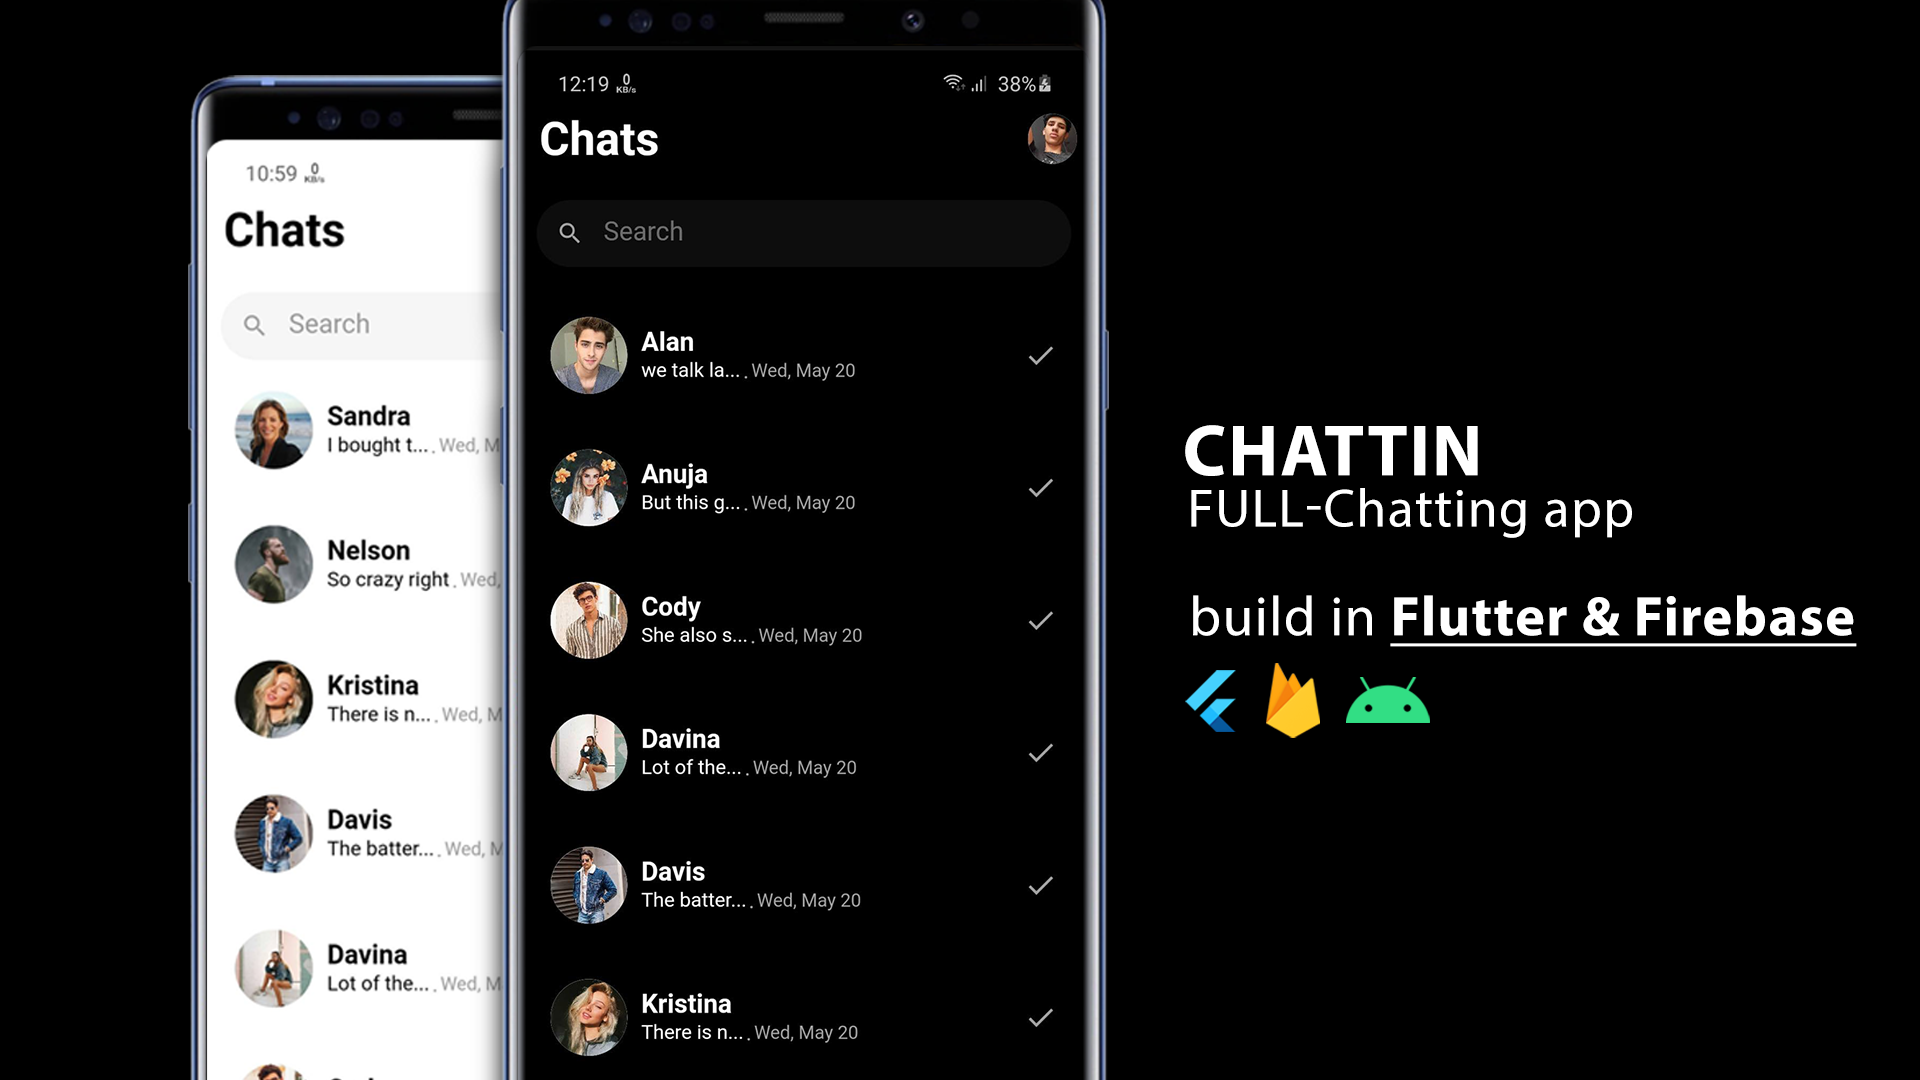 10:59 0 KB/s
Chats
Search
Sandra
I bought t... . Wed, M
Nelson
So crazy right . Wed,
Kristina
There is n... . Wed, M
Davis
The batter... . Wed, M
Davina
Lot of the... . Wed, M
12:19 0 KB/s 38%
Chats
Search
Alan
we talk la... . Wed, May 20
Anuja
But this g... . Wed, May 20
Cody
She also s... . Wed, May 20
Davina
Lot of the... . Wed, May 20
Davis
The batter... . Wed, May 20
Kristina
There is n... . Wed, May 20
CHATTIN
FULL-Chatting app
build in Flutter & Firebase